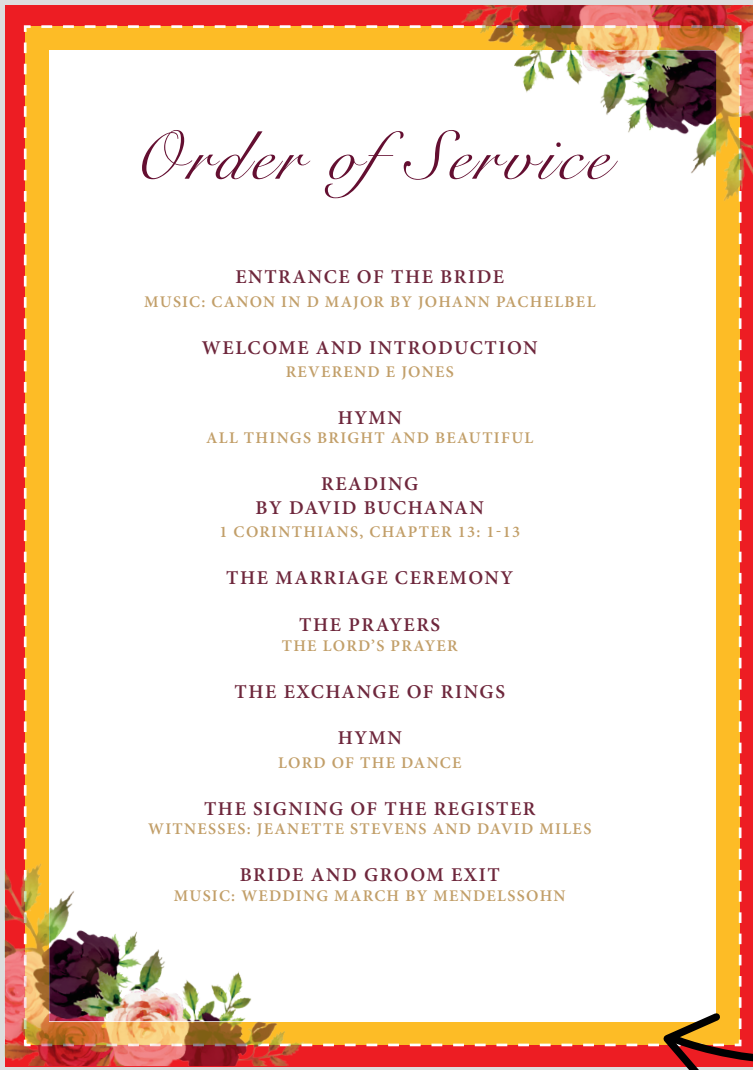 Order of Service
ENTRANCE OF THE BRIDE
MUSIC: CANON IN D MAJOR BY JOHANN PACHELBEL
WELCOME AND INTRODUCTION
REVEREND E JONES
HYMN
ALL THINGS BRIGHT AND BEAUTIFUL
READING
BY DAVID BUCHANAN
1 CORINTHIANS, CHAPTER 13: 1-13
THE MARRIAGE CEREMONY
THE PRAYERS
THE LORD’S PRAYER
THE EXCHANGE OF RINGS
HYMN
LORD OF THE DANCE
THE SIGNING OF THE REGISTER
WITNESSES: JEANETTE STEVENS AND DAVID MILES
BRIDE AND GROOM EXIT
MUSIC: WEDDING MARCH BY MENDELSSOHN